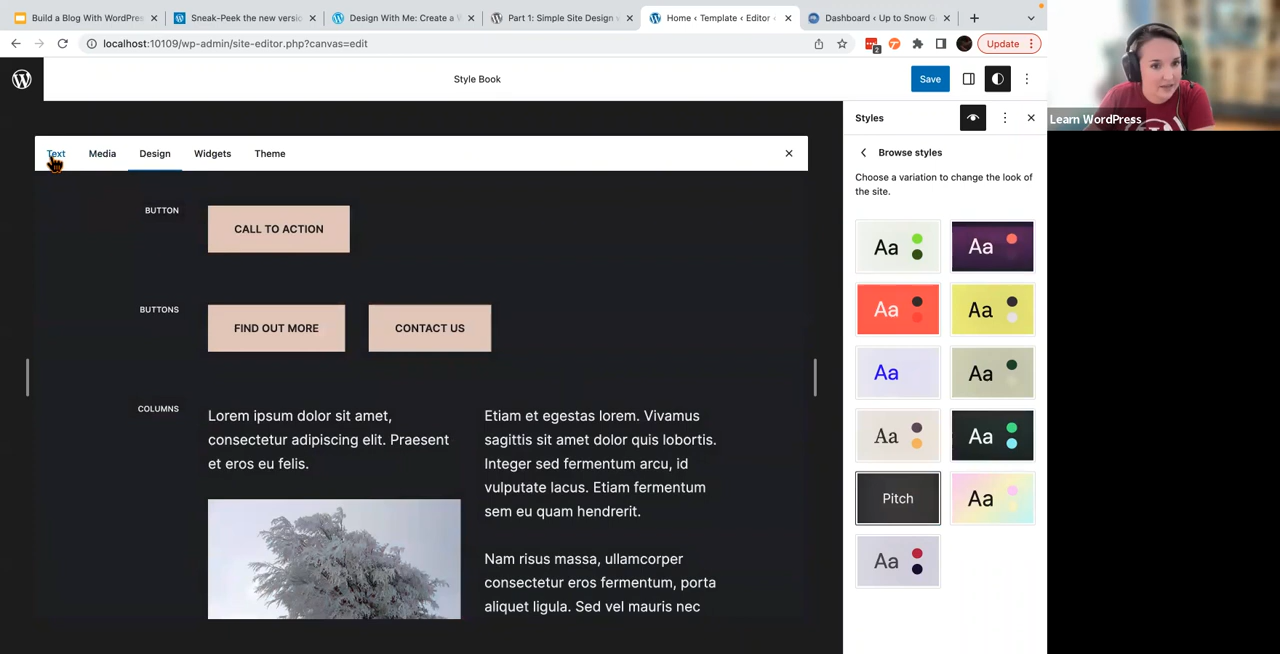 Build a Blog With WordPress
Sneak-Peek the new versio
Design With Me: Create a W
Part 1: Simple Site Design w
Home ‹ Template ‹ Editor ‹
Dashboard ‹ Up to Snow G
localhost:10109/wp-admin/site-editor.php?canvas=edit
2
Update
Style Book
Save
Styles
Learn WordPress
Text
Media
Design
Widgets
Theme
Browse styles
Choose a variation to change the look of
the site.
BUTTON
CALL TO ACTION
BUTTONS
FIND OUT MORE
CONTACT US
COLUMNS
Lorem ipsum dolor sit amet,
consectetur adipiscing elit. Praesent
et eros eu felis.
Etiam et egestas lorem. Vivamus
sagittis sit amet dolor quis lobortis.
Integer sed fermentum arcu, id
vulputate lacus. Etiam fermentum
sem eu quam hendrerit.
Nam risus massa, ullamcorper
consectetur eros fermentum, porta
aliquet ligula. Sed vel mauris nec
Aa
Aa
Aa
Aa
Aa
Aa
Aa
Aa
Pitch
Aa
Aa